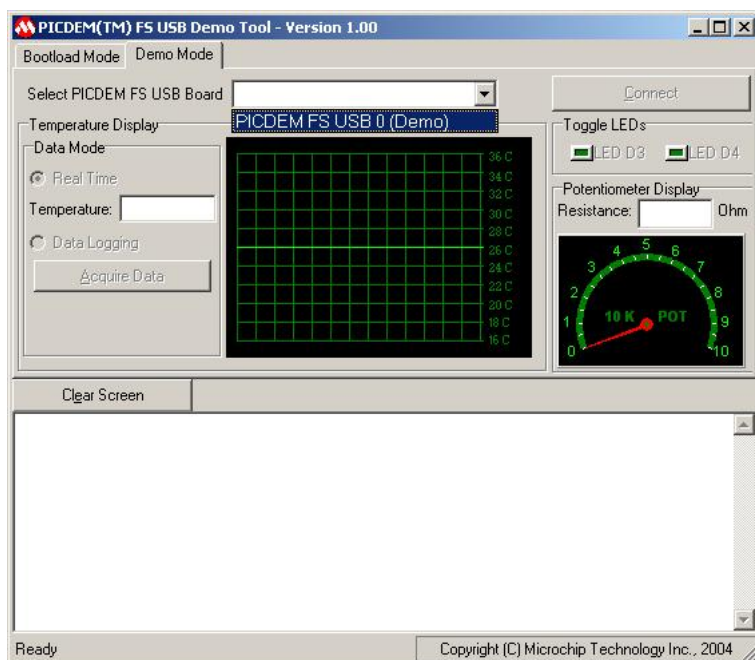 PICDEM(TM) FS USB Demo Tool - Version 1.00
Bootload Mode
Demo Mode
Select PICDEM FS USB Board
PICDEM FS USB 0 (Demo)
Connect
Temperature Display
Data Mode
Real Time
Temperature:
Data Logging
Acquire Data
36 C
34 C
32 C
30 C
28 C
26 C
24 C
22 C
20 C
18 C
16 C
Toggle LEDs
LED D3
LED D4
Potentiometer Display
Resistance:
Ohm
0
1
2
3
4
5
6
7
8
9
10
10 K POT
Clear Screen
Ready
Copyright (C) Microchip Technology Inc., 2004